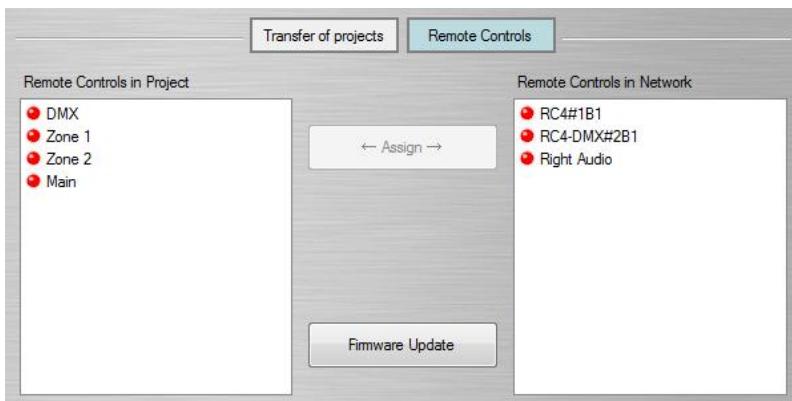 Transfer of projects
Remote Controls
Remote Controls in Project
DMX
Zone 1
Zone 2
Main
← Assign →
Firmware Update
Remote Controls in Network
RC4#1B1
RC4-DMX#2B1
Right Audio